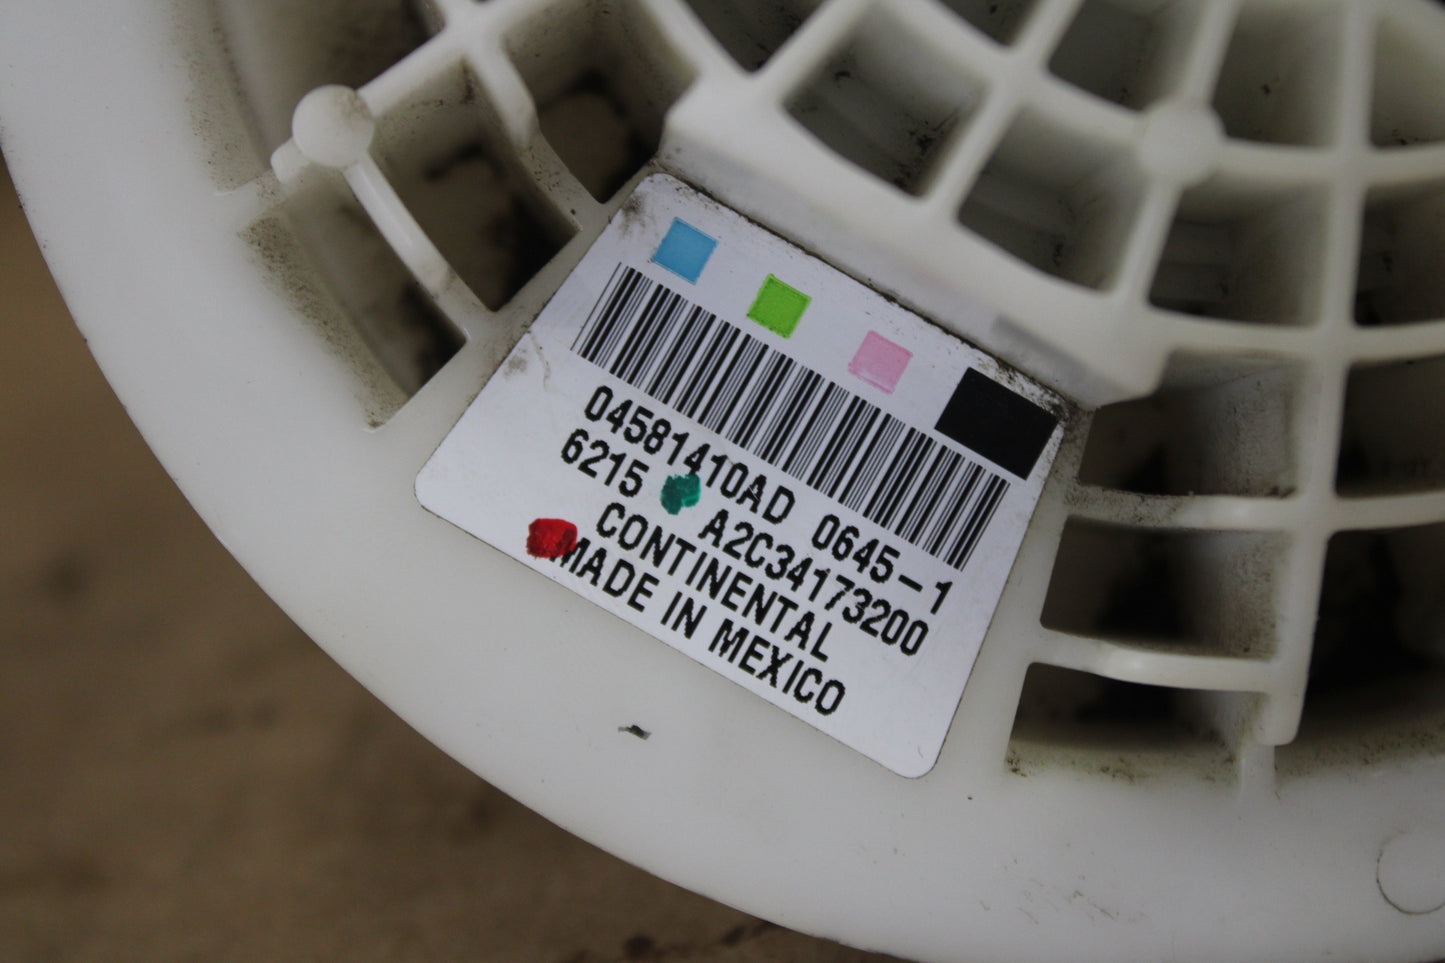 04581410AD 0645-1
6215 A2C34173200
CONTINENTAL
MADE IN MEXICO